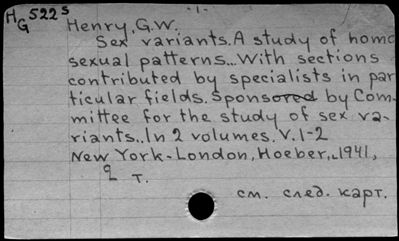 H 522 s
G
- 1 -
Henry, G.W.
Sex variants. A study of homo
sexual patterns... With sections
contributed by specialists in par
ticular fields. Sponsored by Com-
mittee for the study of sex va-
riants.. In 2 volumes. V. 1-2
New York-London, Hoeber, 1941,
2 т.
см. след. карт.